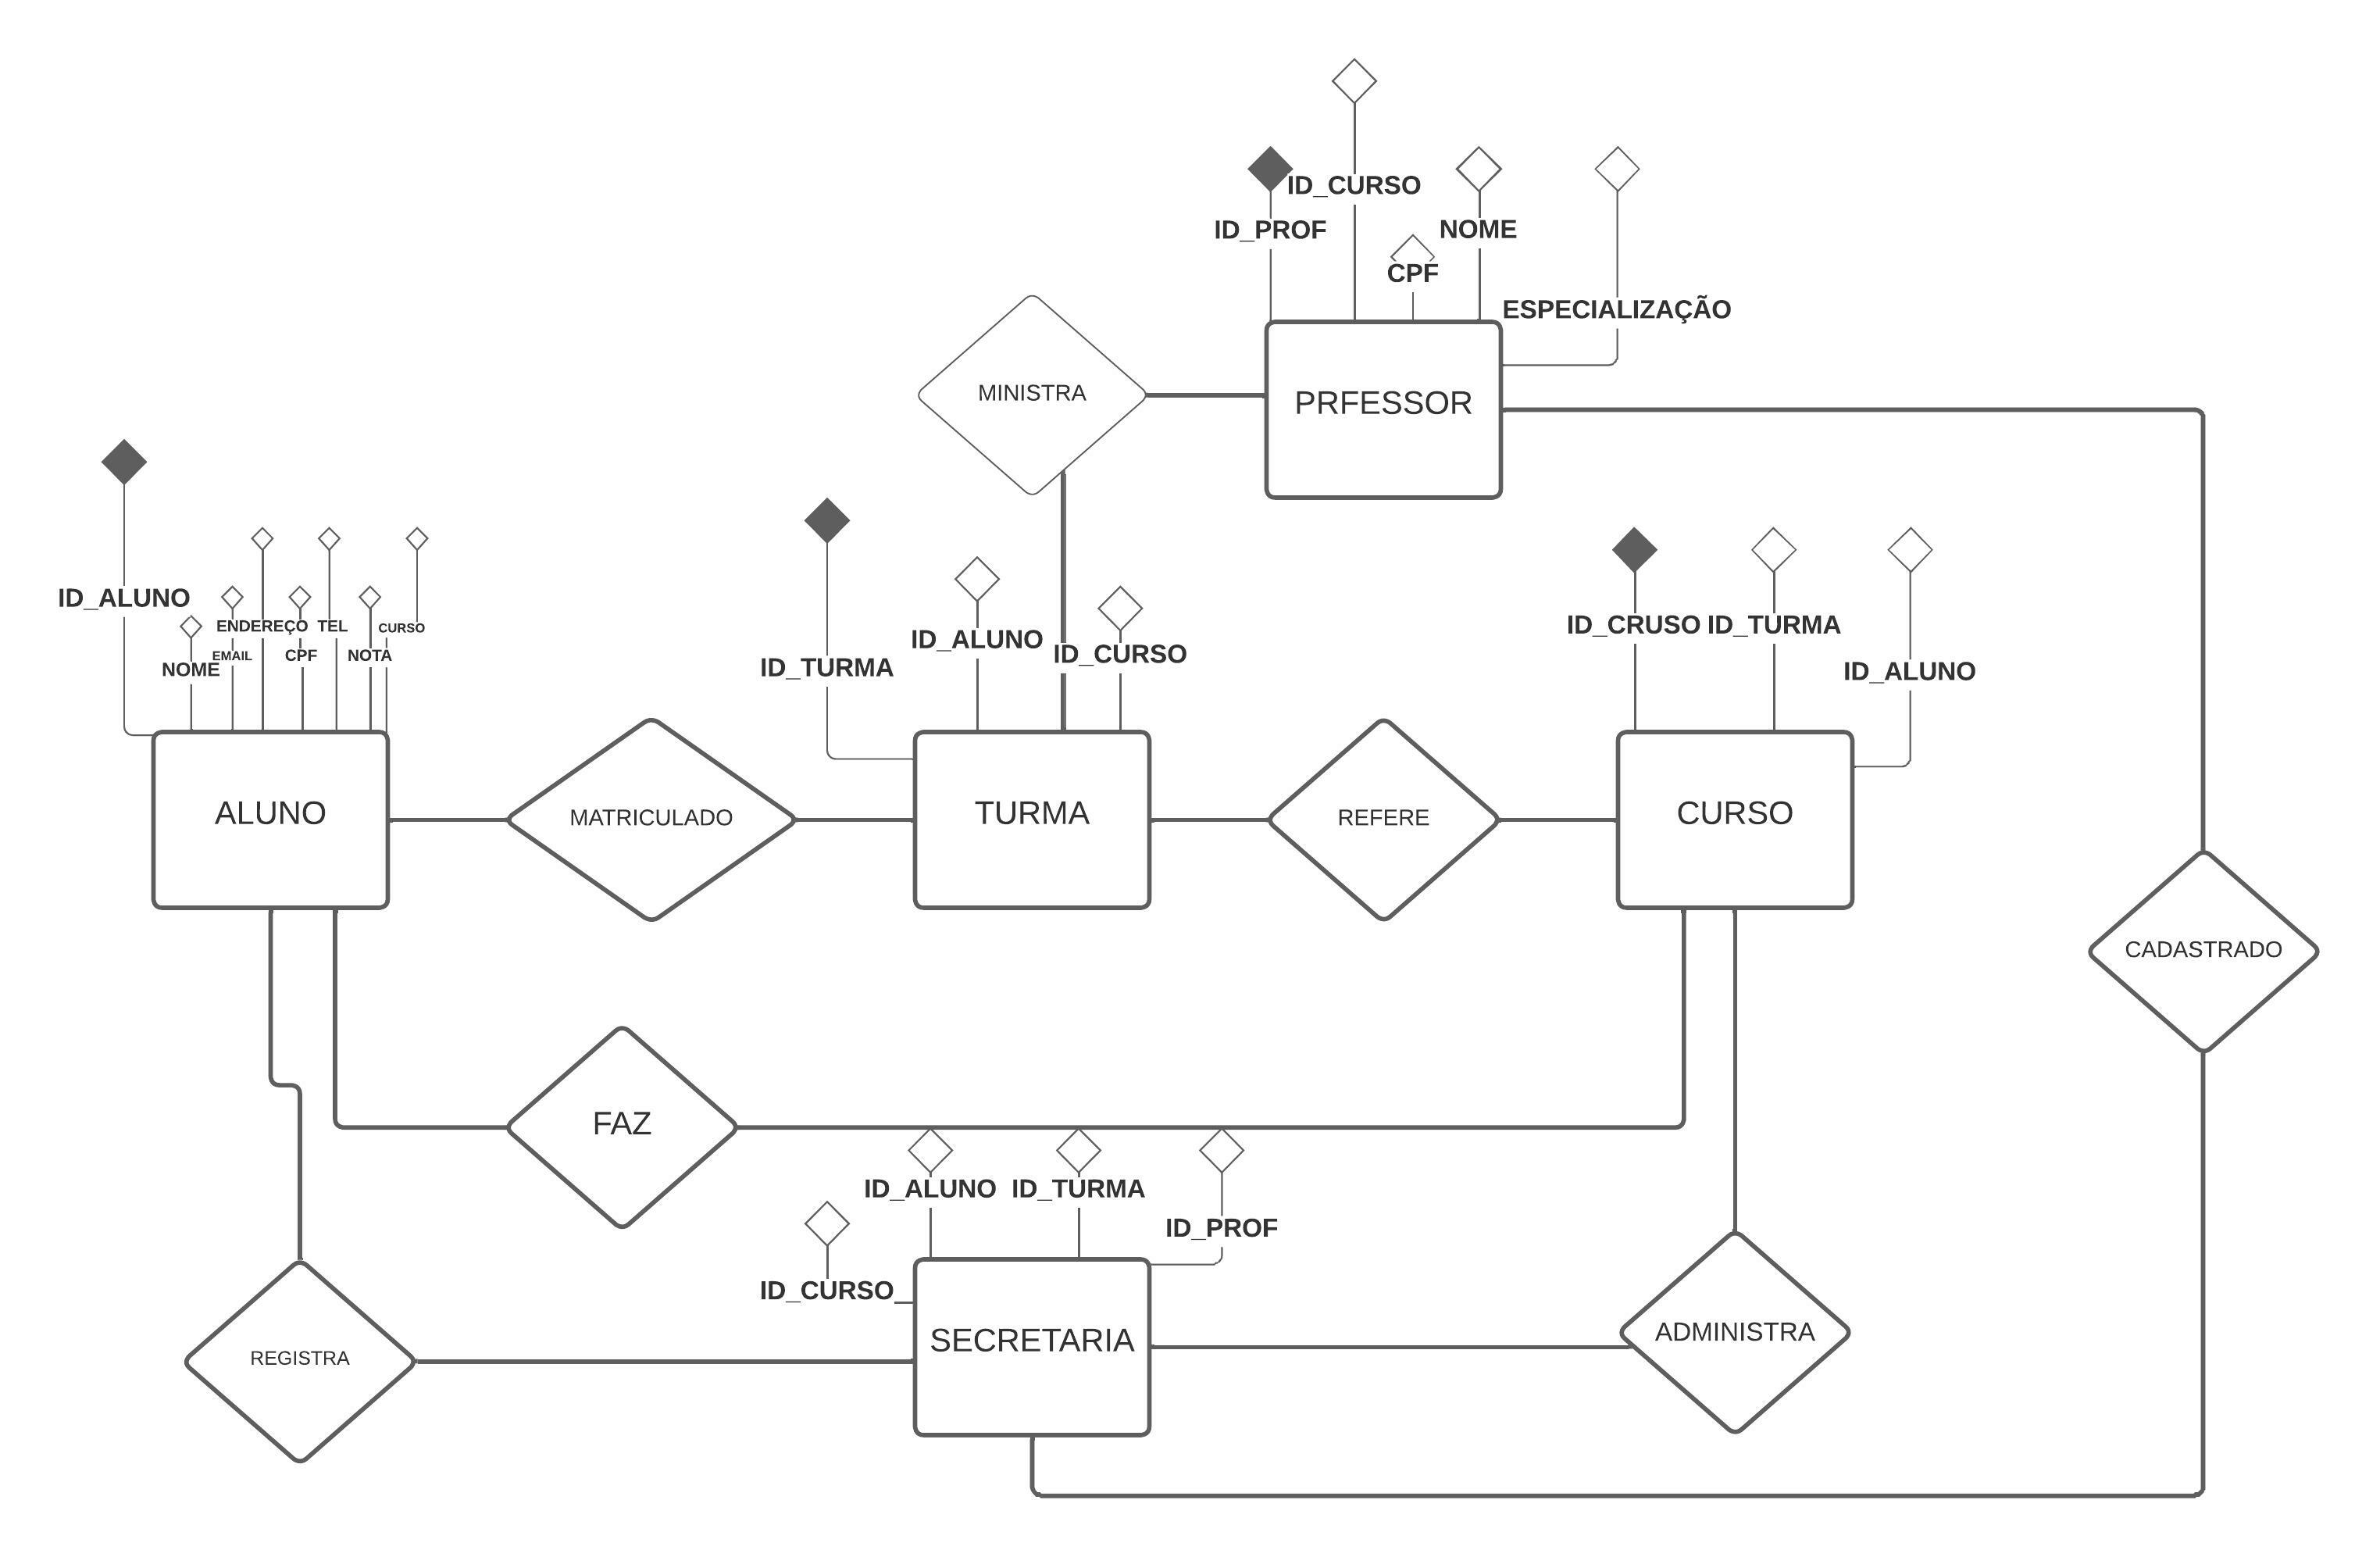 ID_CURSO
ID_PROF
NOME
CPF
ESPECIALIZAÇÃO
MINISTRA
PRFESSOR
ID_ALUNO
ENDEREÇO
TEL
CURSO
NOME
EMAIL
CPF
NOTA
ID_TURMA
ID_ALUNO
ID_CURSO
ID_CRUSO
ID_TURMA
ID_ALUNO
ALUNO
MATRICULADO
TURMA
REFERE
CURSO
CADASTRADO
FAZ
ID_ALUNO
ID_TURMA
ID_PROF
ID_CURSO
SECRETARIA
ADMINISTRA
REGISTRA